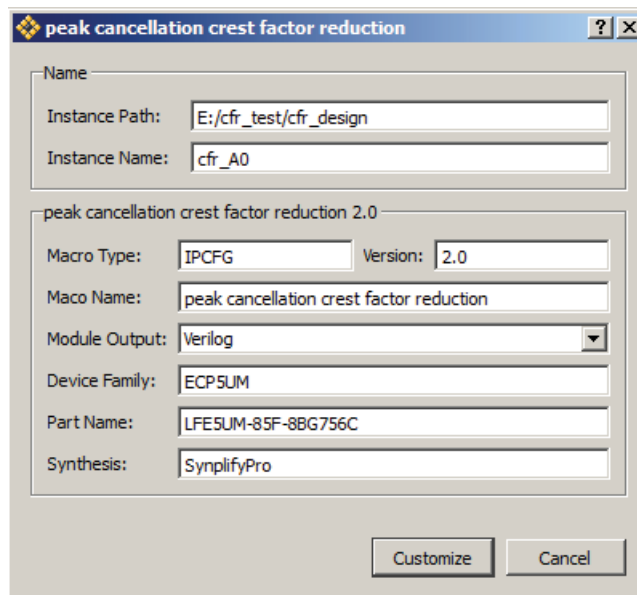 peak cancellation crest factor reduction ? X
Name
Instance Path: E:/cfr_test/cfr_design
Instance Name: cfr_A0
peak cancellation crest factor reduction 2.0
Macro Type: IPCFG Version: 2.0
Maco Name: peak cancellation crest factor reduction
Module Output: Verilog
Device Family: ECP5UM
Part Name: LFE5UM-85F-8BG756C
Synthesis: SynplifyPro
Customize Cancel